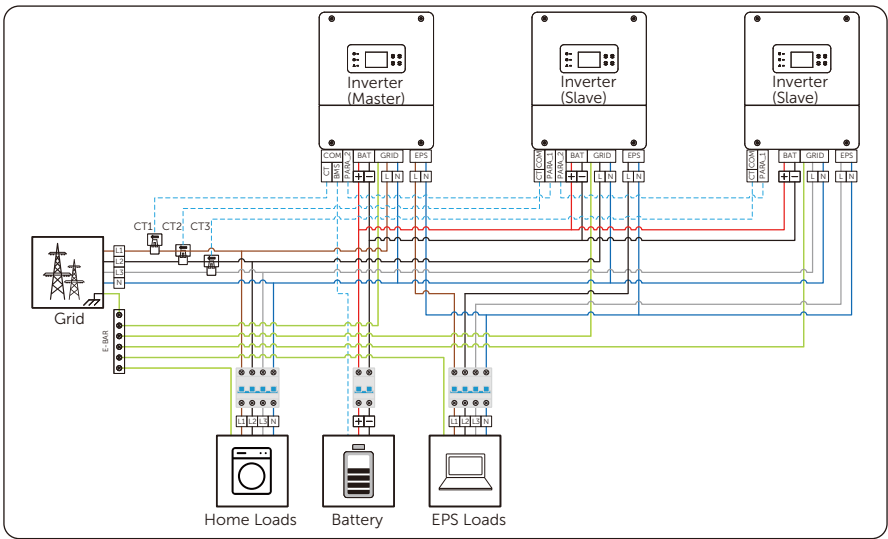 Inverter
(Master)
Inverter
(Slave)
Inverter
(Slave)
COM BAT GRID EPS
CT BMS PARA_2
+ − L N L N
COM BAT GRID EPS
CT PARA_1 PARA_2
+ − L N L N
COM BAT GRID EPS
CT PARA_1
+ − L N L N
CT1 CT2 CT3
L1
L2
L3
N
Grid
E-BAR
L1 L2 L3 N
+ −
L1 L2 L3 N
Home Loads
Battery
EPS Loads